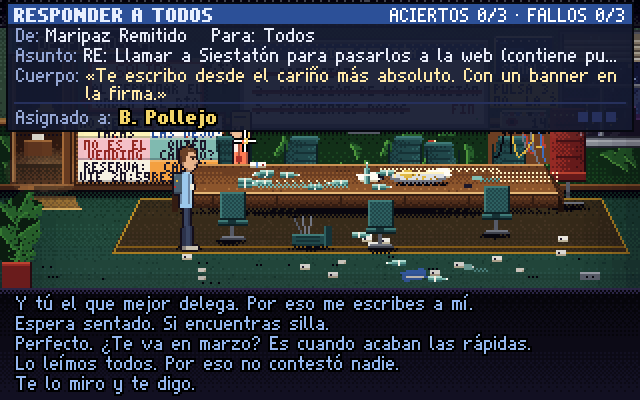 RESPONDER A TODOS ACIERTOS 0/3 · FALLOS 0/3
De: Maripaz Remitido Para: Todos
Asunto: RE: Llamar a Siestatón para pasarlos a la web (contiene pu...
Cuerpo: «Te escribo desde el cariño más absoluto. Con un banner en
la firma.»
Asignado a: B. Pollejo
NO ES EL
RESERVA:
Y tú el que mejor delega. Por eso me escribes a mí.
Espera sentado. Si encuentras silla.
Perfecto. ¿Te va en marzo? Es cuando acaban las rápidas.
Lo leímos todos. Por eso no contestó nadie.
Te lo miro y te digo.